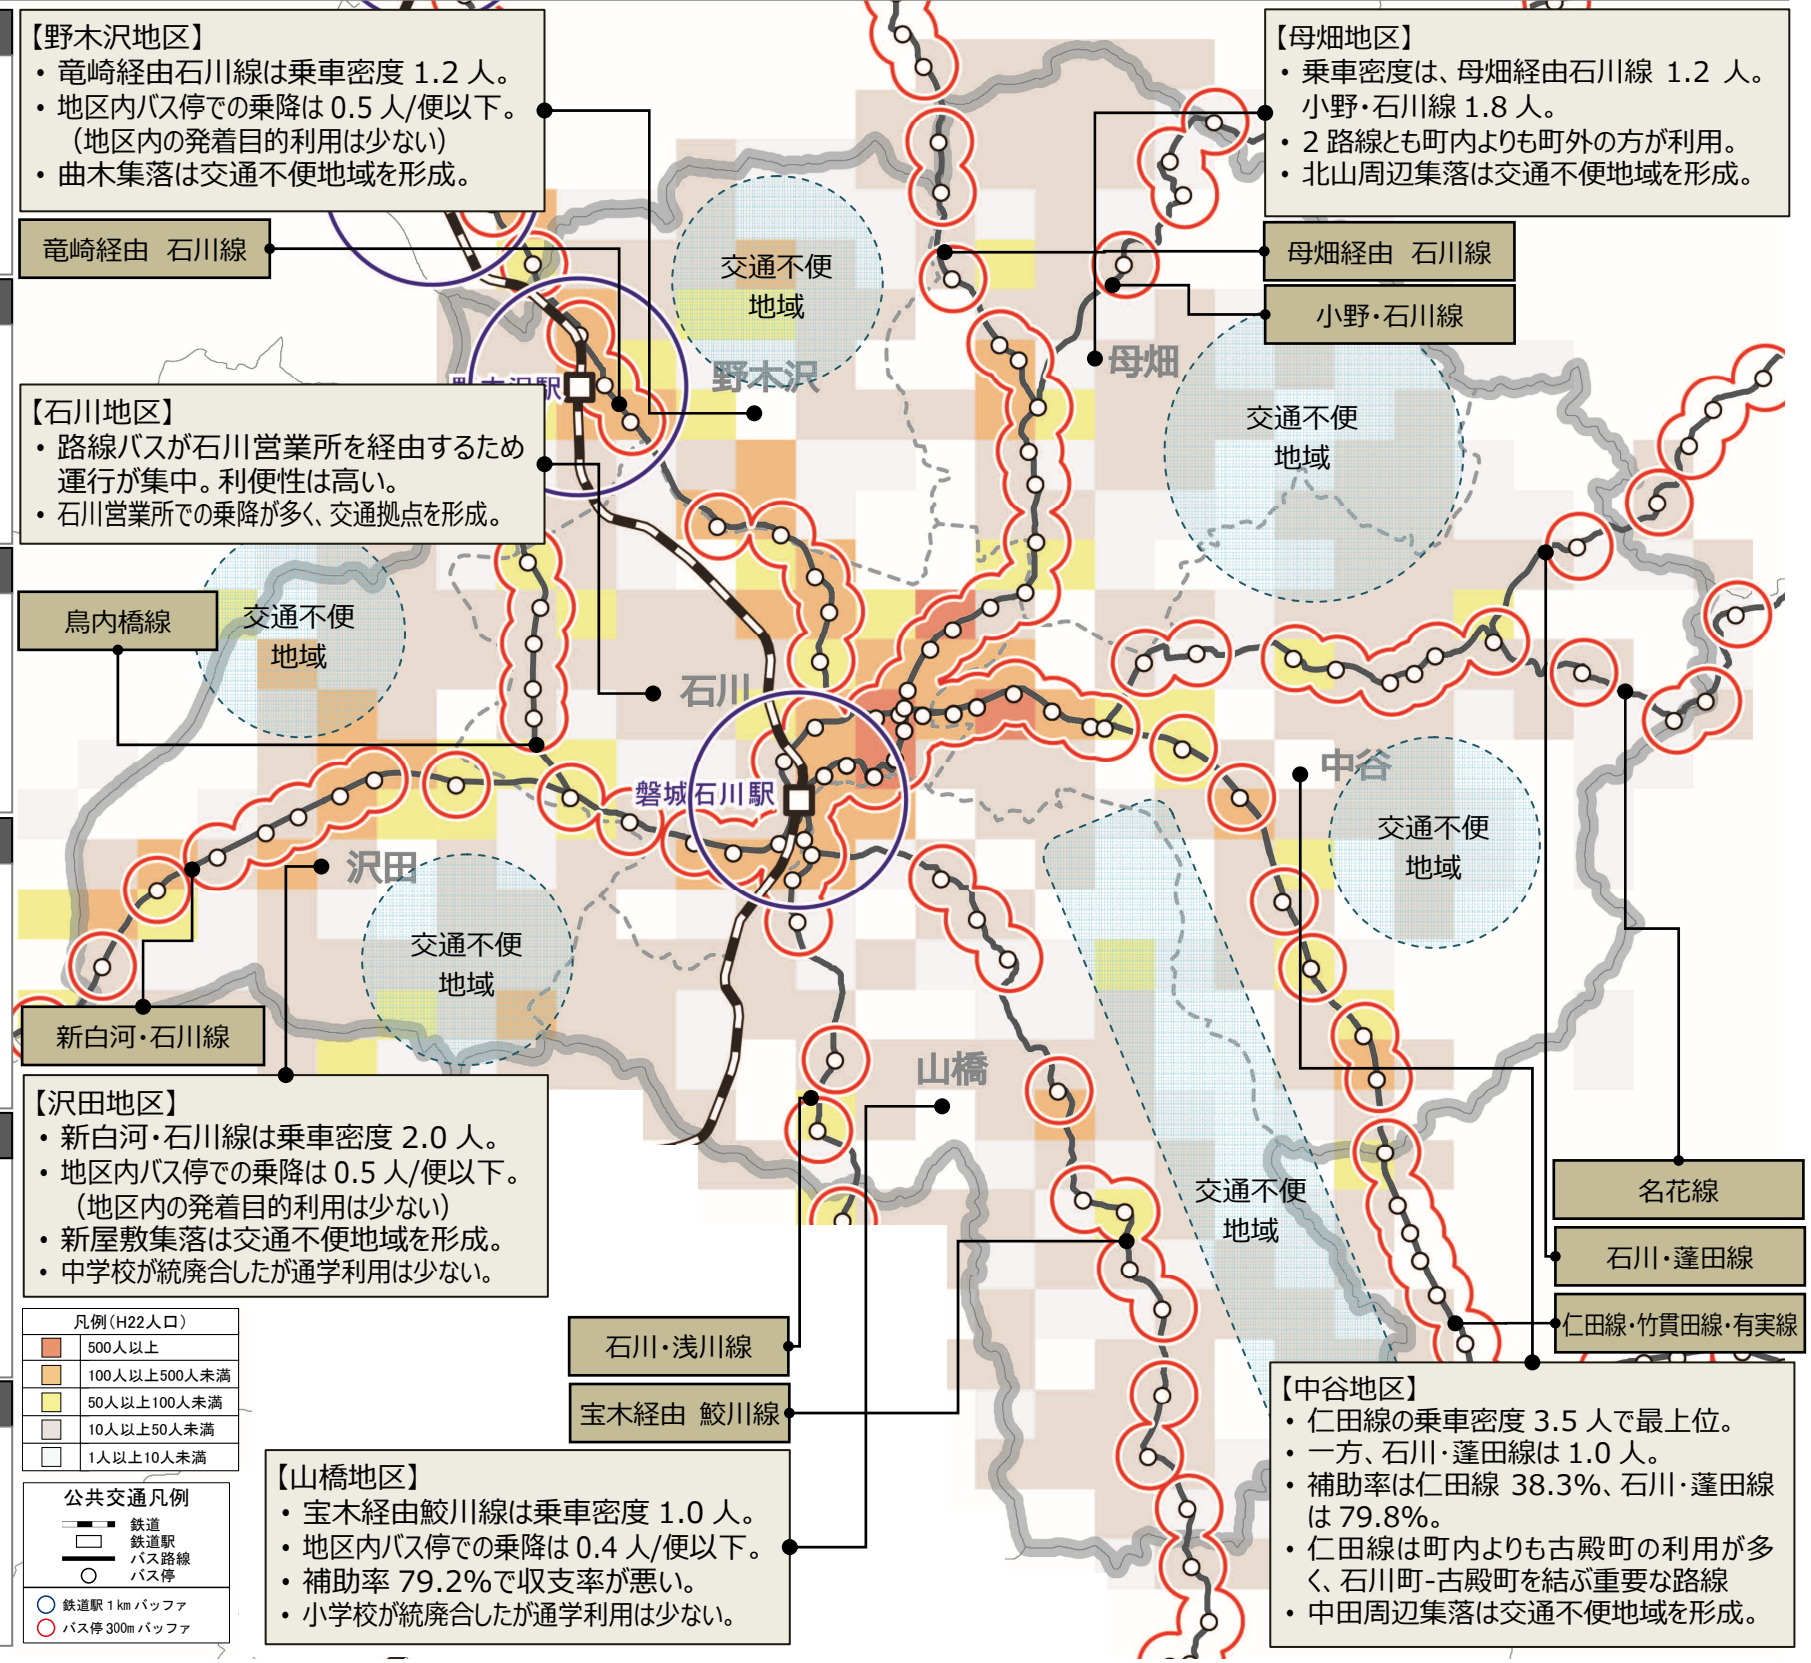 【野木沢地区】
・ 竜崎経由石川線は乗車密度 1.2 人。
・ 地区内バス停での乗降は 0.5 人/便以下。
（地区内の発着目的利用は少ない）
・ 曲木集落は交通不便地域を形成。
【母畑地区】
・ 乗車密度は、母畑経由石川線 1.2 人。
小野・石川線 1.8 人。
・ 2 路線とも町内よりも町外の方が利用。
・ 北山周辺集落は交通不便地域を形成。
竜崎経由 石川線
母畑経由 石川線
小野・石川線
交通不便
地域
野木沢
母畑
野木沢駅
【石川地区】
・ 路線バスが石川営業所を経由するため
運行が集中。利便性は高い。
・ 石川営業所での乗降が多く、交通拠点を形成。
交通不便
地域
鳥内橋線
交通不便
地域
石川
磐城石川駅
中谷
交通不便
地域
沢田
交通不便
地域
新白河・石川線
山橋
【沢田地区】
・ 新白河・石川線は乗車密度 2.0 人。
・ 地区内バス停での乗降は 0.5 人/便以下。
（地区内の発着目的利用は少ない）
・ 新屋敷集落は交通不便地域を形成。
・ 中学校が統廃合したが通学利用は少ない。
交通不便
地域
名花線
石川・蓬田線
仁田線・竹貫田線・有実線
石川・浅川線
宝木経由 鮫川線
凡例(H22人口)
500人以上
100人以上500人未満
50人以上100人未満
10人以上50人未満
1人以上10人未満
公共交通凡例
鉄道
鉄道駅
バス路線
バス停
鉄道駅 1km バッファ
バス停 300m バッファ
【山橋地区】
・ 宝木経由鮫川線は乗車密度 1.0 人。
・ 地区内バス停での乗降は 0.4 人/便以下。
・ 補助率 79.2%で収支率が悪い。
・ 小学校が統廃合したが通学利用は少ない。
【中谷地区】
・ 仁田線の乗車密度 3.5 人で最上位。
・ 一方、石川・蓬田線は 1.0 人。
・ 補助率は仁田線 38.3%、石川・蓬田線
は 79.8%。
・ 仁田線は町内よりも古殿町の利用が多
く、石川町-古殿町を結ぶ重要な路線
・ 中田周辺集落は交通不便地域を形成。